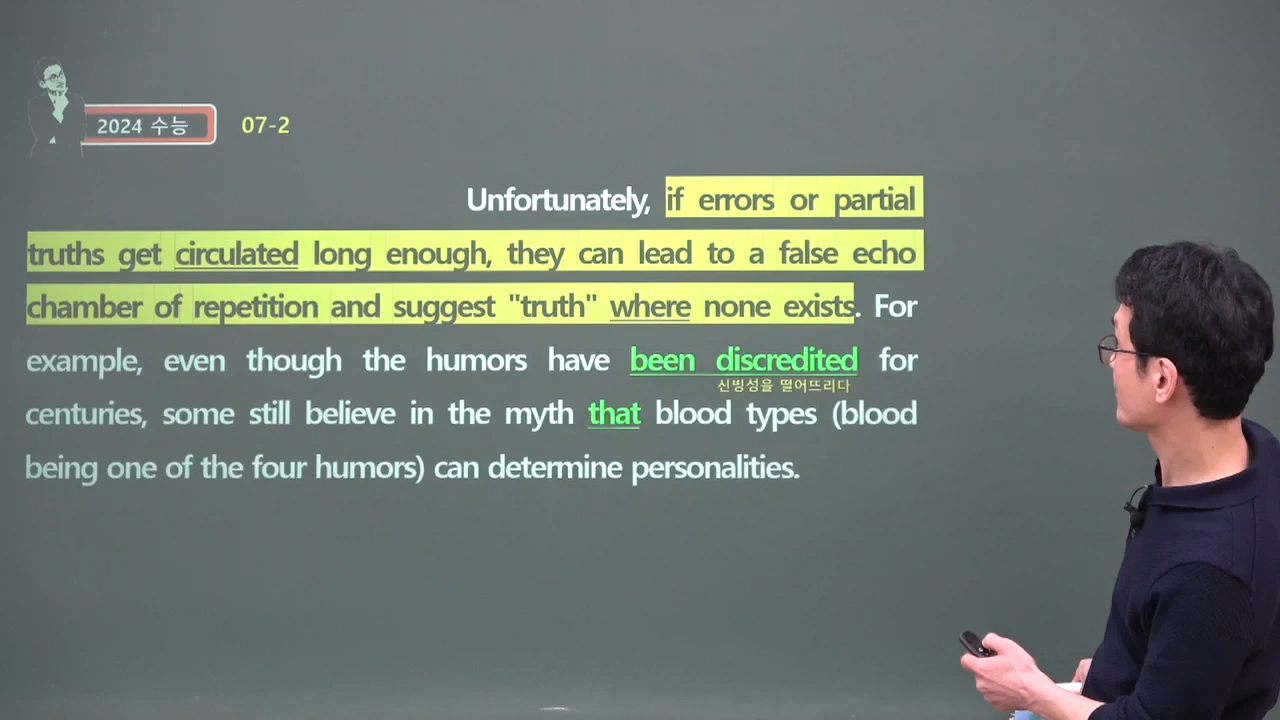 2024 수능
07-2
Unfortunately, if errors or partial
truths get circulated long enough, they can lead to a false echo
chamber of repetition and suggest "truth" where none exists. For
example, even though the humors have been discredited for
신빙성을 떨어뜨리다
centuries, some still believe in the myth that blood types (blood
being one of the four humors) can determine personalities.